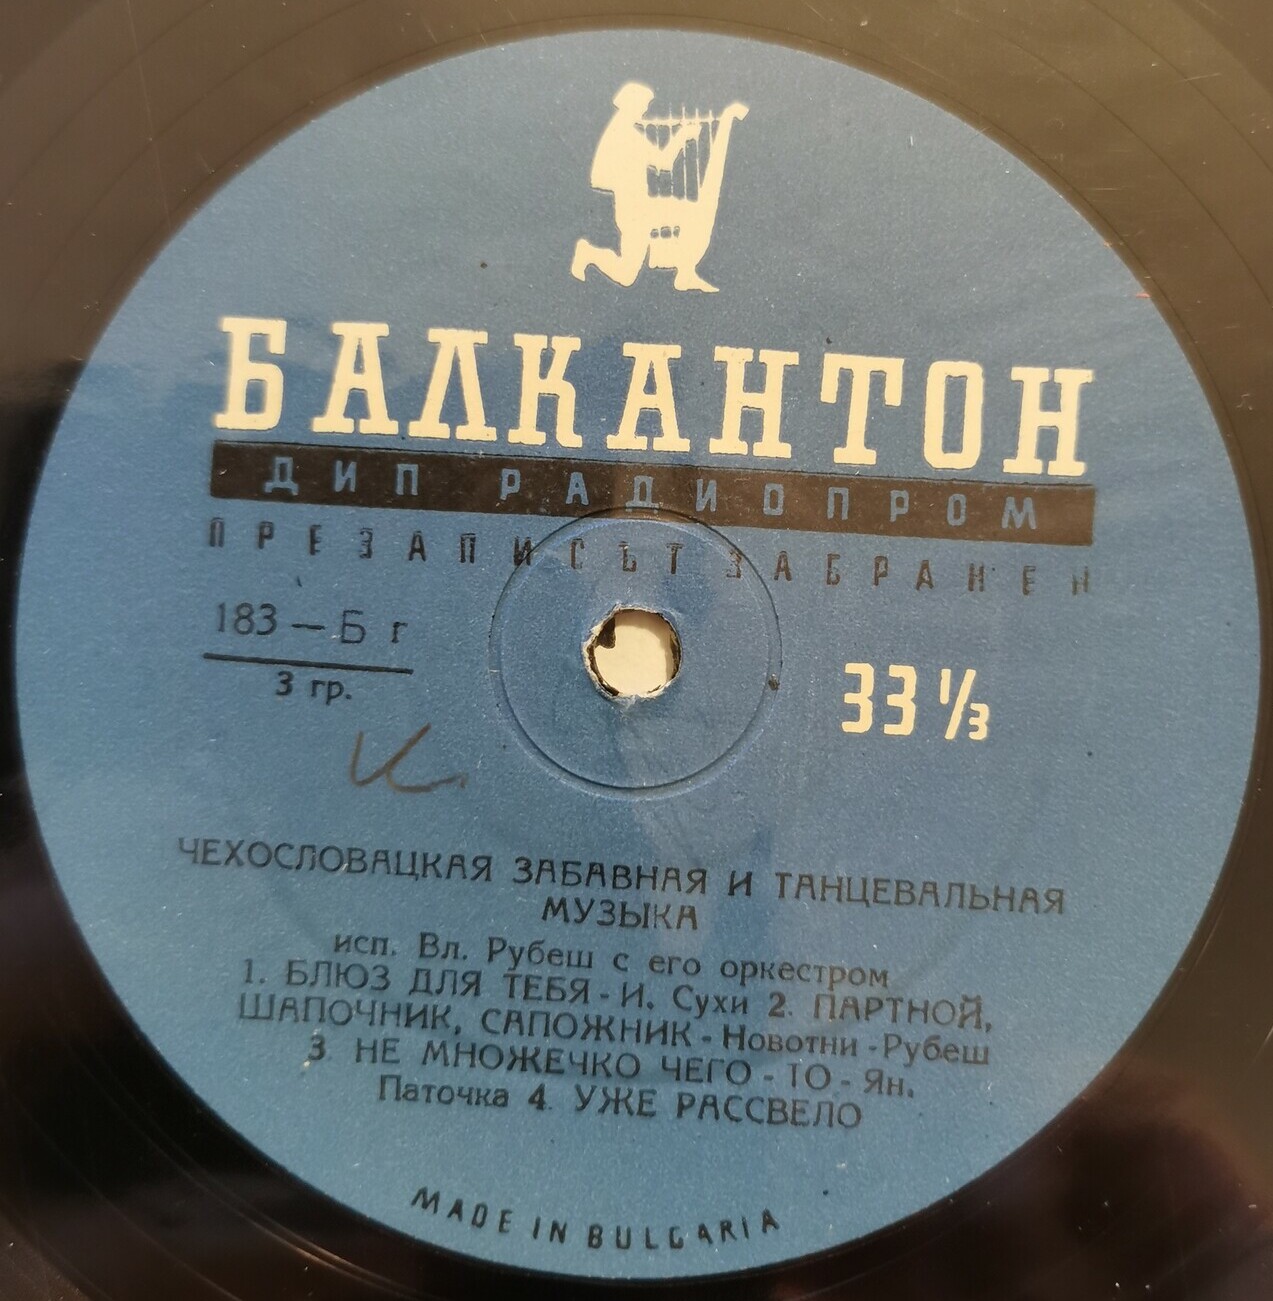 БАЛКАНТОН
ДИП РАДИОПРОМ
ПРЕЗАПИСЪТ ЗАБРАНЕН
183 – Б г
3 гр.
33 1/3
ЧЕХОСЛОВАЦКАЯ ЗАБАВНАЯ И ТАНЦЕВАЛЬНАЯ
МУЗЫКА
исп. Вл. Рубеш с его оркестром
1. БЛЮЗ ДЛЯ ТЕБЯ - И. Сухи 2. ПАРТНОЙ,
ШАПОЧНИК, САПОЖНИК - Новотни - Рубеш
3. НЕ МНОЖЕЧКО ЧЕГО - ТО - Ян.
Паточка 4. УЖЕ РАССВЕЛО
MADE IN BULGARIA